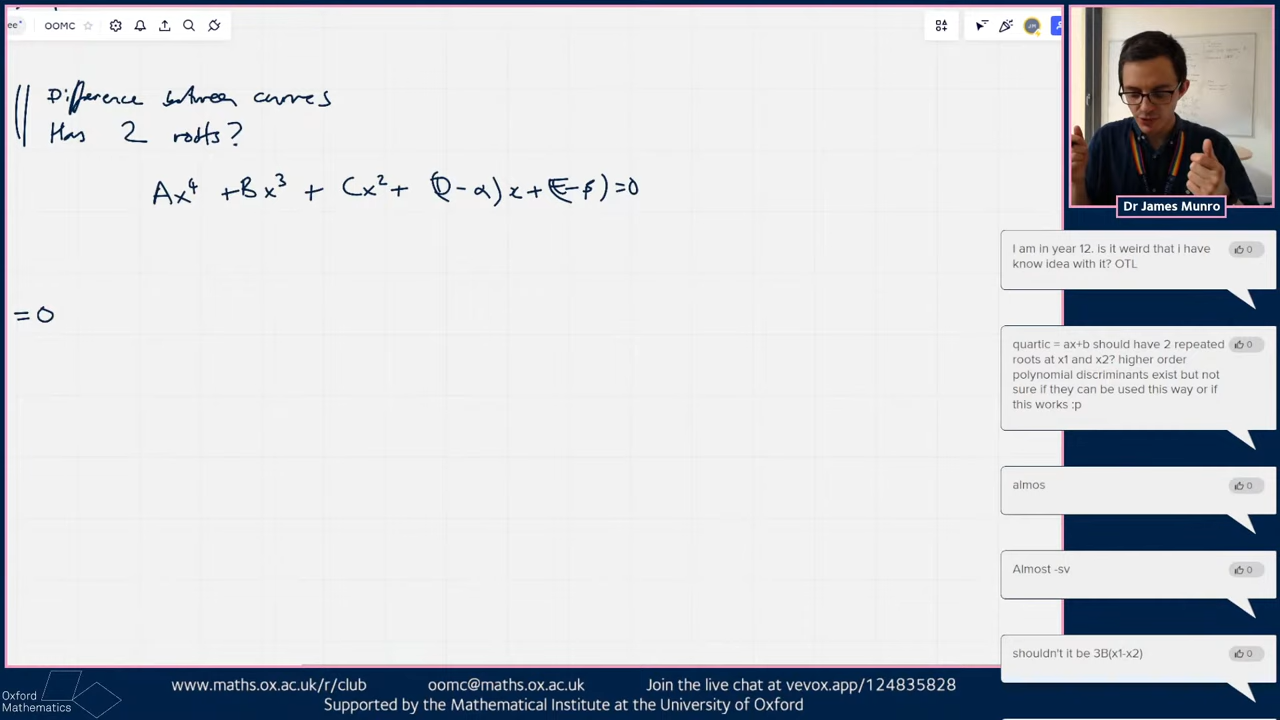 ee
OOMC
Difference between curves
Has 2 roots?
Ax⁴ + Bx³ + Cx² + (D-α)x + (E-β) = 0
= 0
JM
Dr James Munro
I am in year 12. is it weird that i have
know idea with it? OTL
0
quartic = ax+b should have 2 repeated
roots at x1 and x2? higher order
polynomial discriminants exist but not
sure if they can be used this way or if
this works :p
0
almos
0
Almost -sv
0
shouldn't it be 3B(x1-x2)
0
Oxford
Mathematics
www.maths.ox.ac.uk/r/club oomc@maths.ox.ac.uk Join the live chat at vevox.app/124835828
Supported by the Mathematical Institute at the University of Oxford